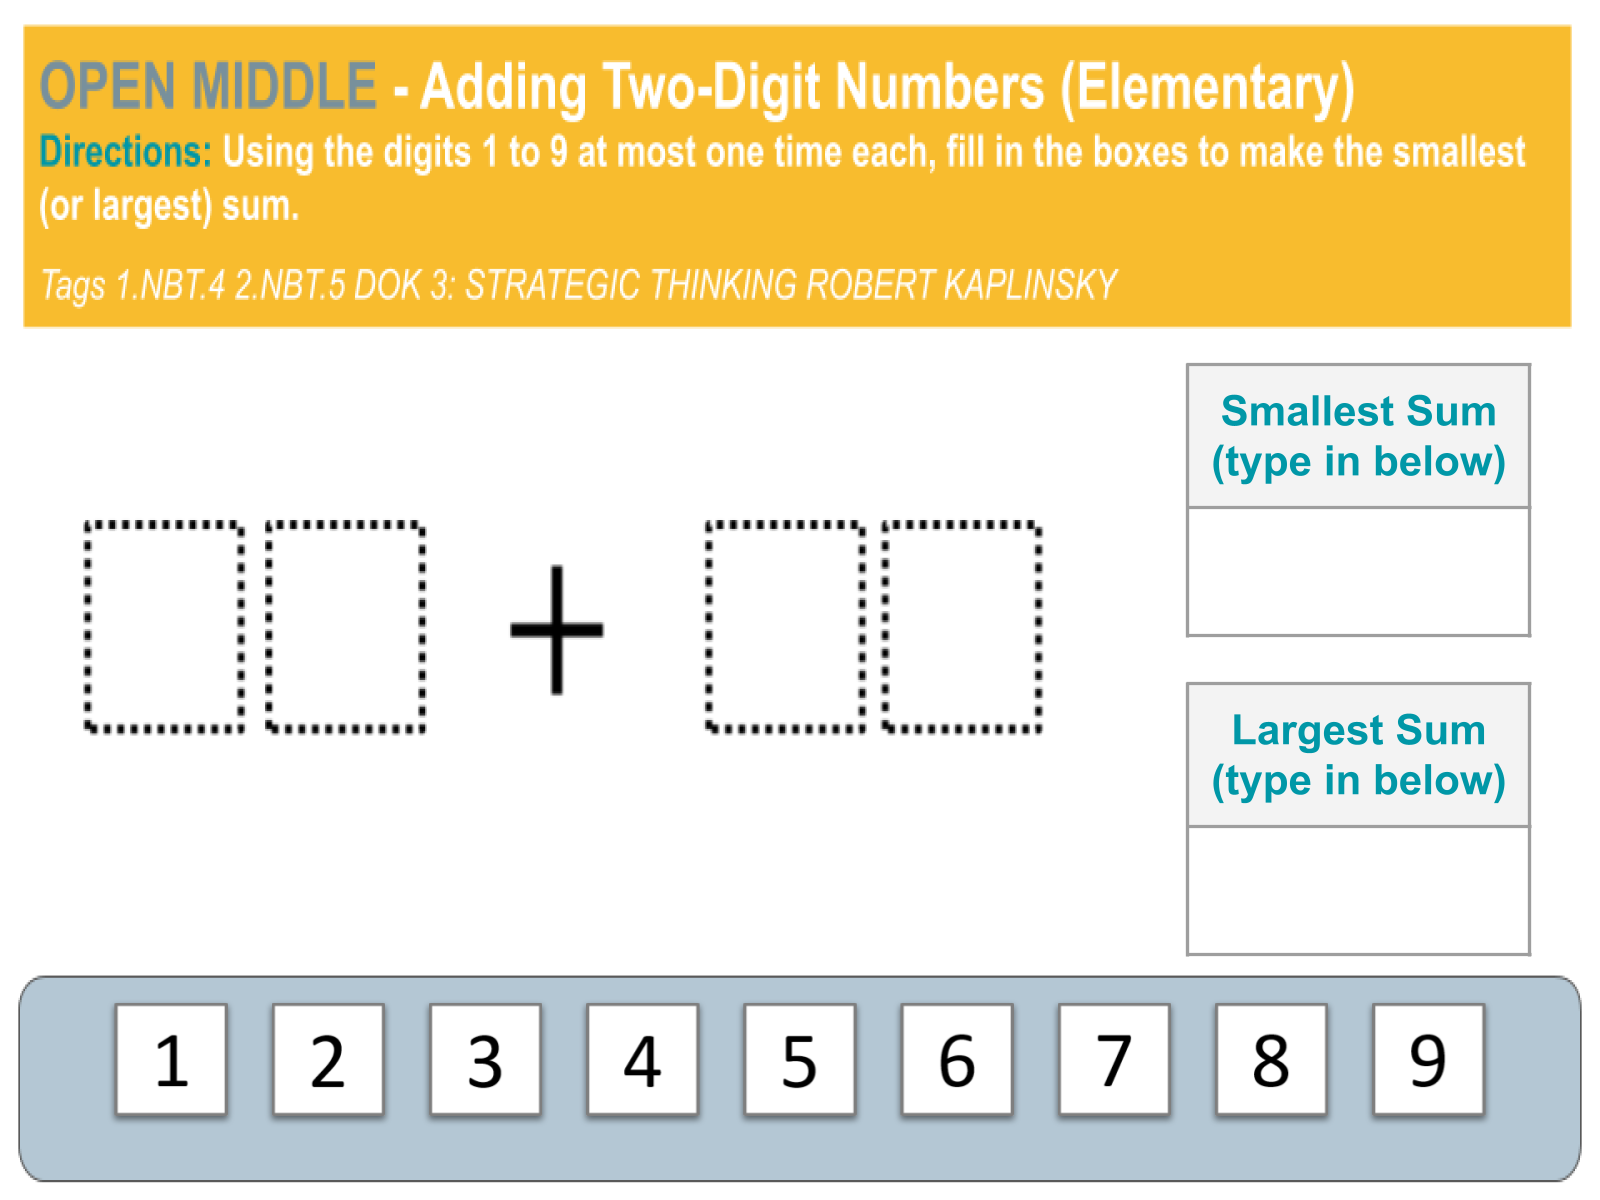 OPEN MIDDLE - Adding Two-Digit Numbers (Elementary)
Directions: Using the digits 1 to 9 at most one time each, fill in the boxes to make the smallest
(or largest) sum.
Tags 1.NBT.4 2.NBT.5 DOK 3: STRATEGIC THINKING ROBERT KAPLINSKY
Smallest Sum
(type in below)
+
Largest Sum
(type in below)
1 2 3 4 5 6 7 8 9